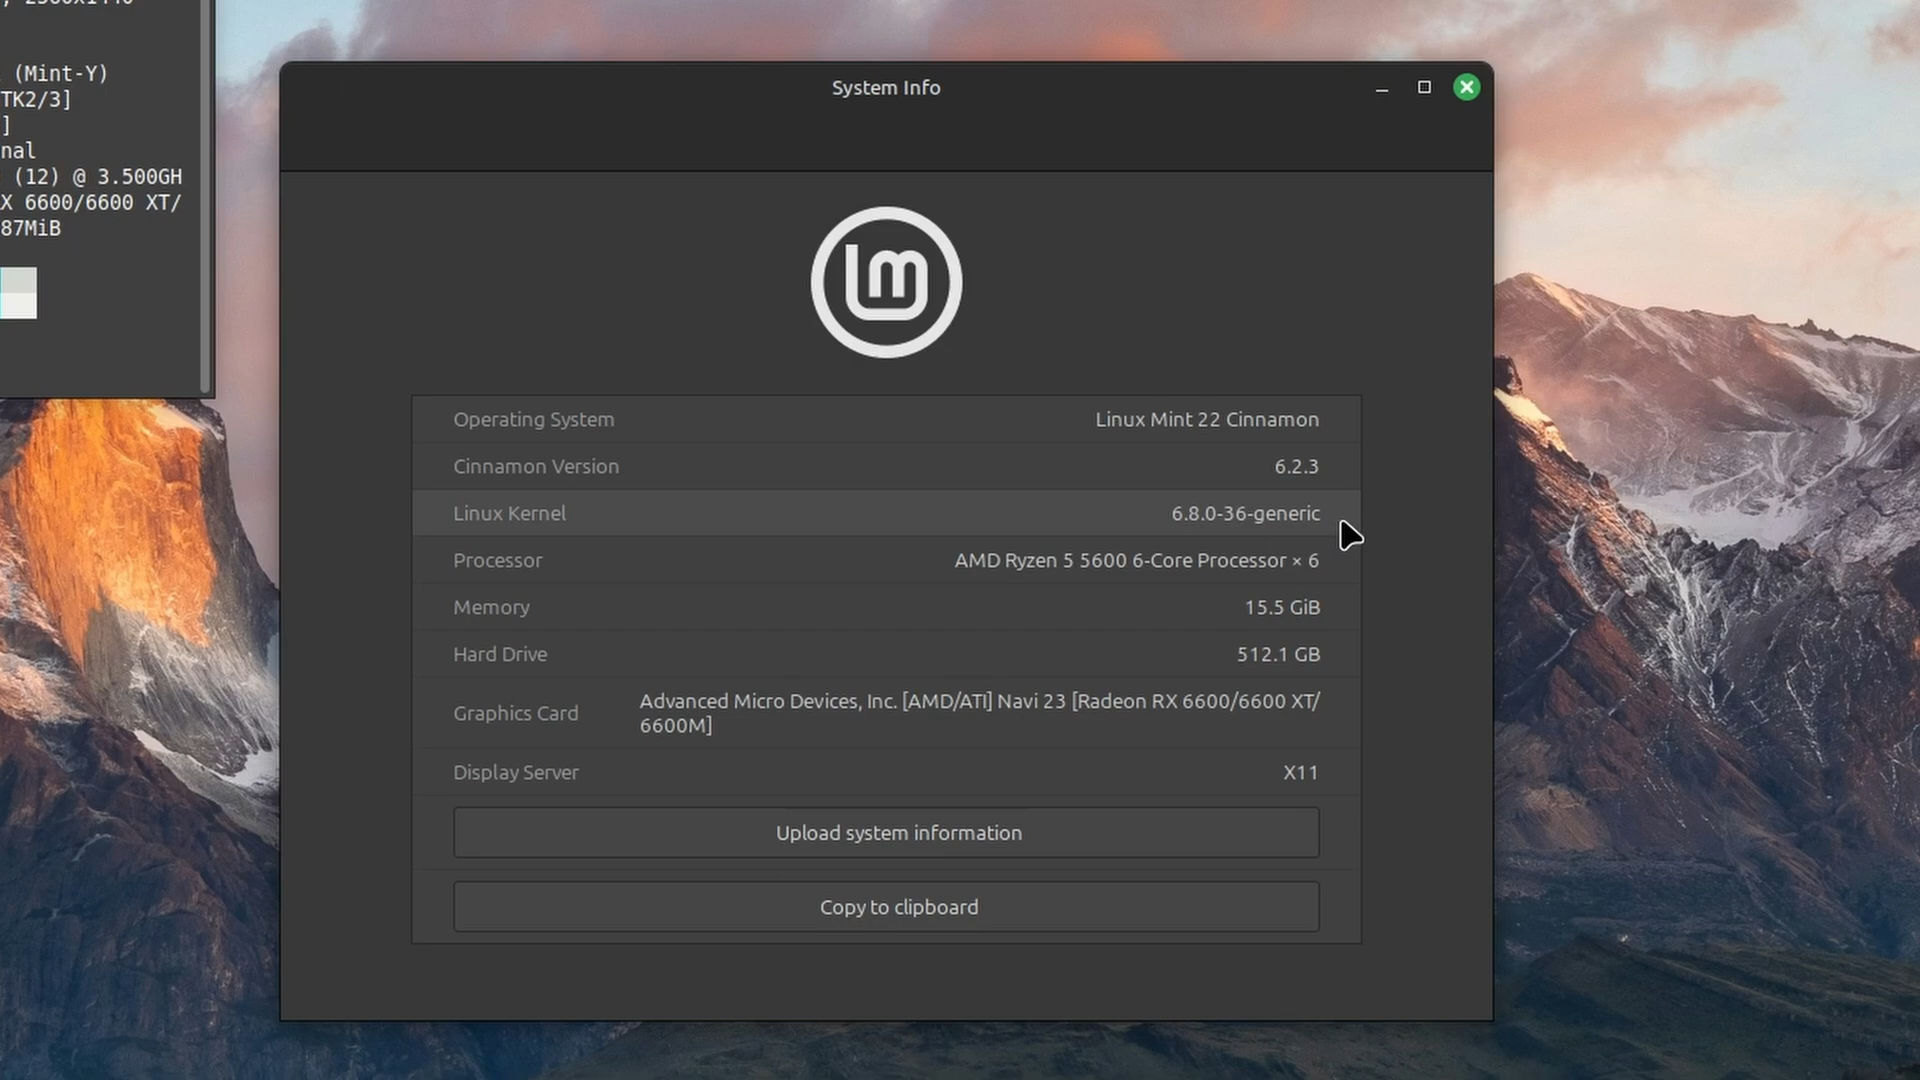 (Mint-Y)
TK2/3]
]
nal
(12) @ 3.500GH
X 6600/6600 XT/
87MiB
System Info
lm
Operating System Linux Mint 22 Cinnamon
Cinnamon Version 6.2.3
Linux Kernel 6.8.0-36-generic
Processor AMD Ryzen 5 5600 6-Core Processor × 6
Memory 15.5 GiB
Hard Drive 512.1 GB
Graphics Card Advanced Micro Devices, Inc. [AMD/ATI] Navi 23 [Radeon RX 6600/6600 XT/
6600M]
Display Server X11
Upload system information
Copy to clipboard